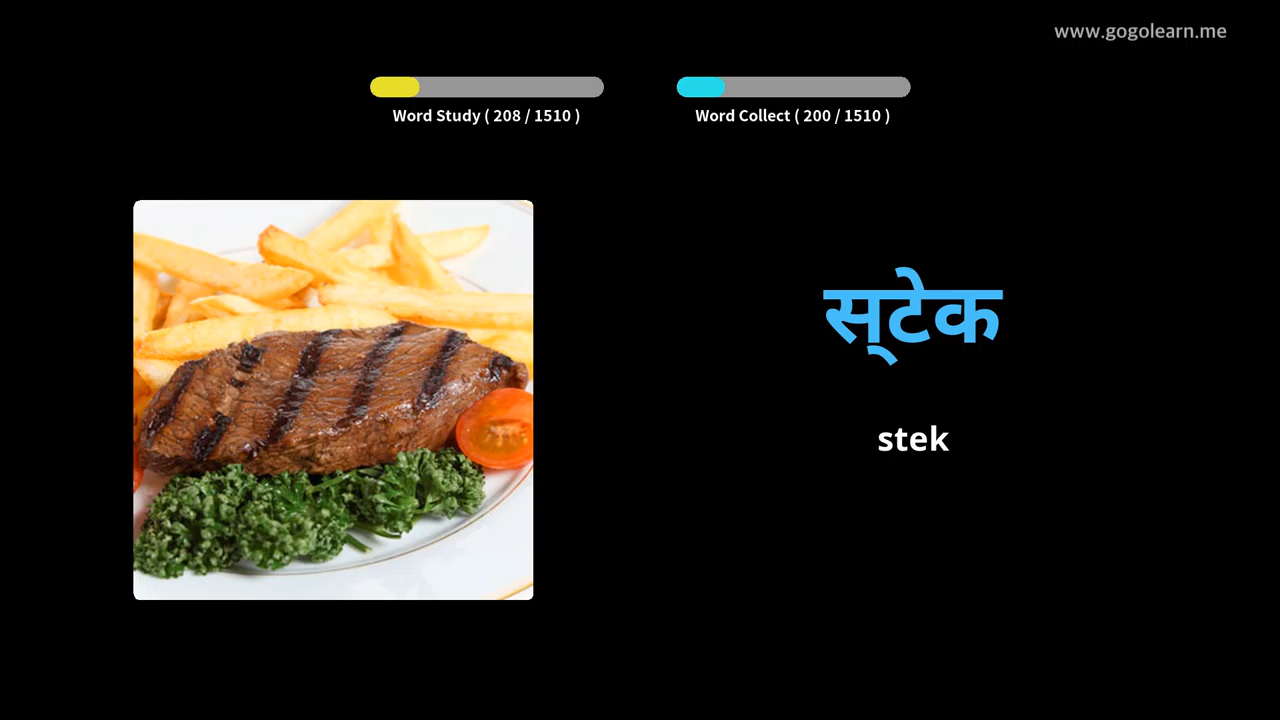 www.gogolearn.me
Word Study ( 208 / 1510 )
Word Collect ( 200 / 1510 )
स्‌टेक
stek